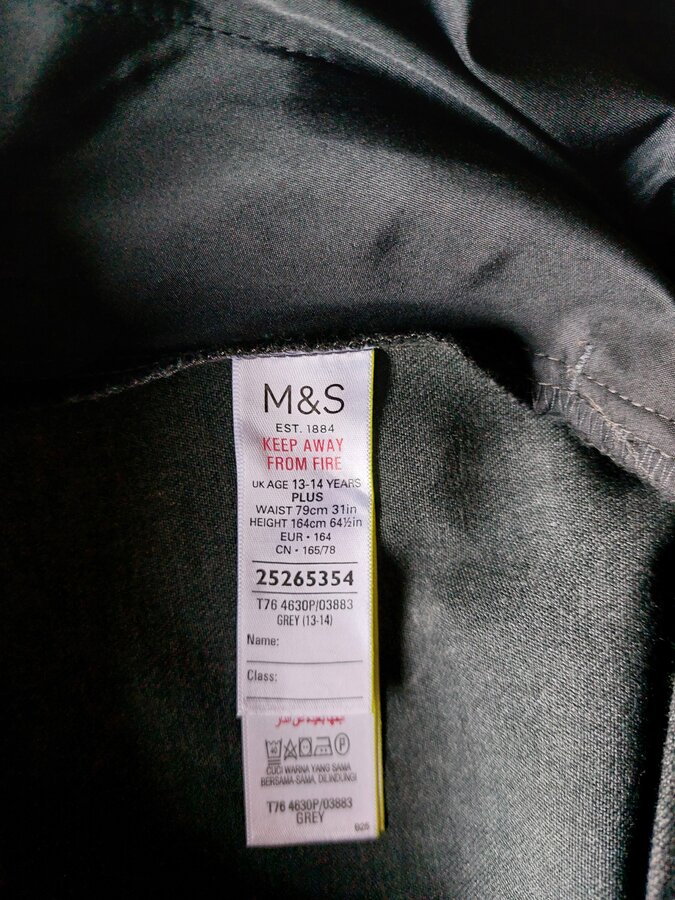 M&S
EST. 1884
KEEP AWAY
FROM FIRE
UK AGE 13-14 YEARS
PLUS
WAIST 79cm 31in
HEIGHT 164cm 64½in
EUR • 164
CN • 165/78
25265354
T76 4630P/03883
GREY (13-14)
Name:
Class:
40
P
CUCI WARNA YANG SAMA
BERSAMA-SAMA, DILINDUNGI
T76 4630P/03883
GREY